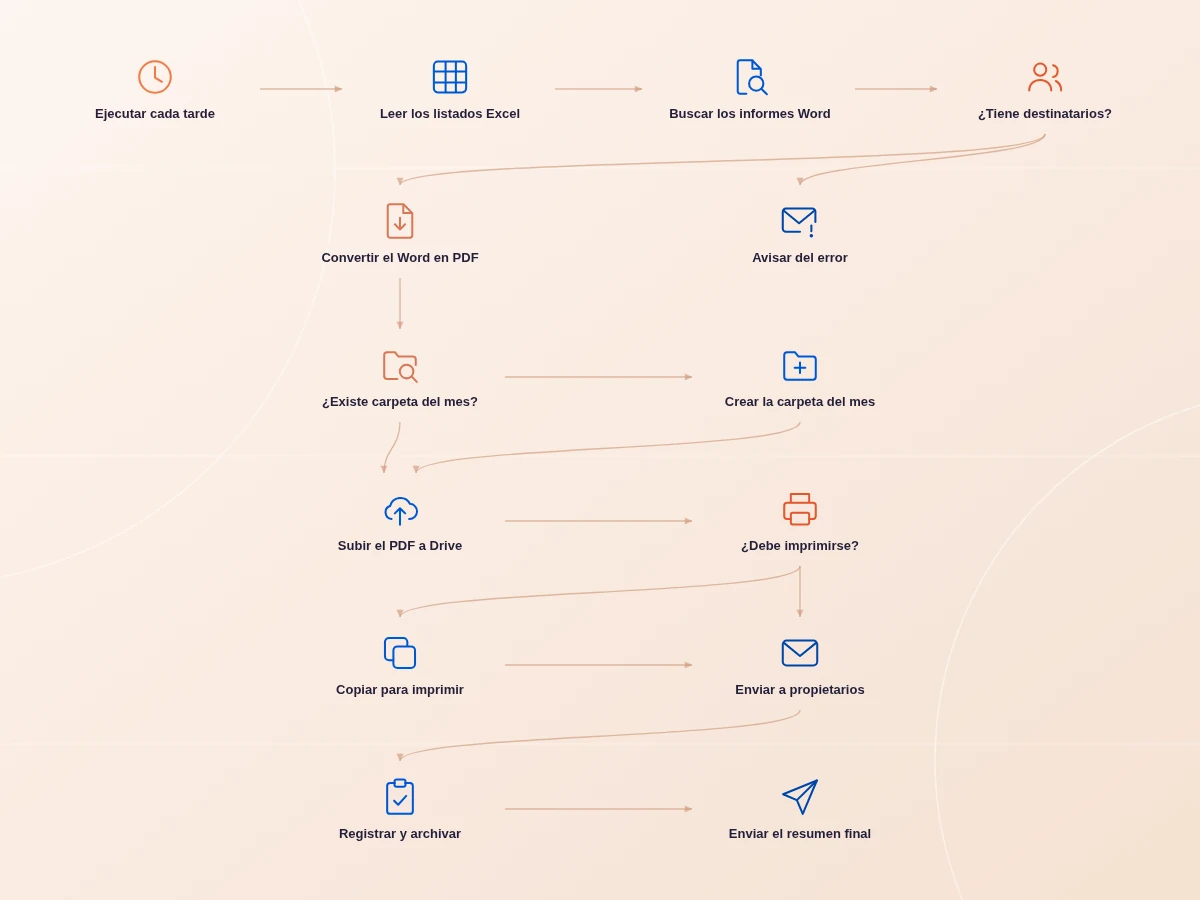 Ejecutar cada tarde
Leer los listados Excel
Buscar los informes Word
¿Tiene destinatarios?
Convertir el Word en PDF
Avisar del error
¿Existe carpeta del mes?
Crear la carpeta del mes
Subir el PDF a Drive
¿Debe imprimirse?
Copiar para imprimir
Enviar a propietarios
Registrar y archivar
Enviar el resumen final